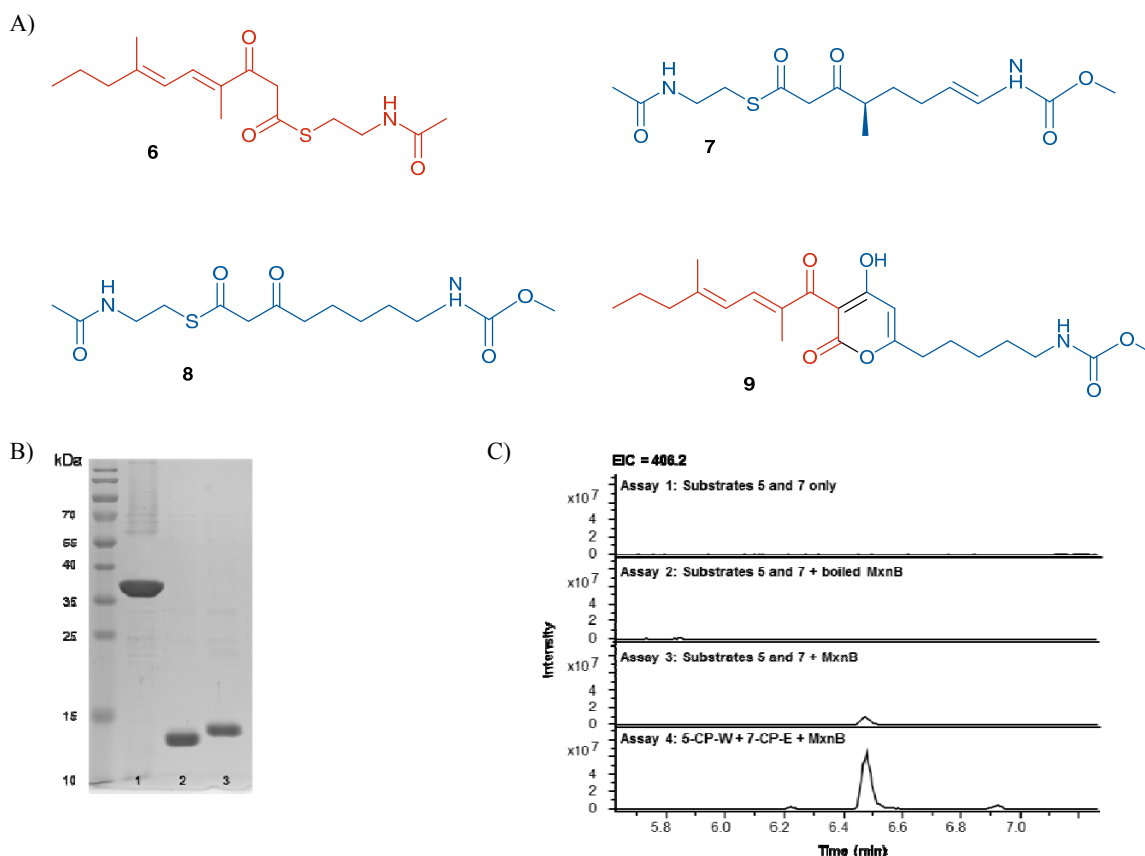 A)
O
O
S
H
N
O
6
H
N
O
S
O
O
7
N
H
O
O
H
N
O
S
O
O
8
N
H
O
O
O
OH
O
O
9
H
N
O
O
B)
kDa
70
55
40
35
25
15
10
1 2 3
C)
EIC = 406.2
Assay 1: Substrates 5 and 7 only
x10⁷
4
2
0
Assay 2: Substrates 5 and 7 + boiled MxnB
x10⁷
4
2
0
Assay 3: Substrates 5 and 7 + MxnB
x10⁷
4
2
0
Assay 4: 5-CP-W + 7-CP-E + MxnB
x10⁷
4
2
0
Intensity
5.8 6.0 6.2 6.4 6.6 6.8 7.0
Time (min)